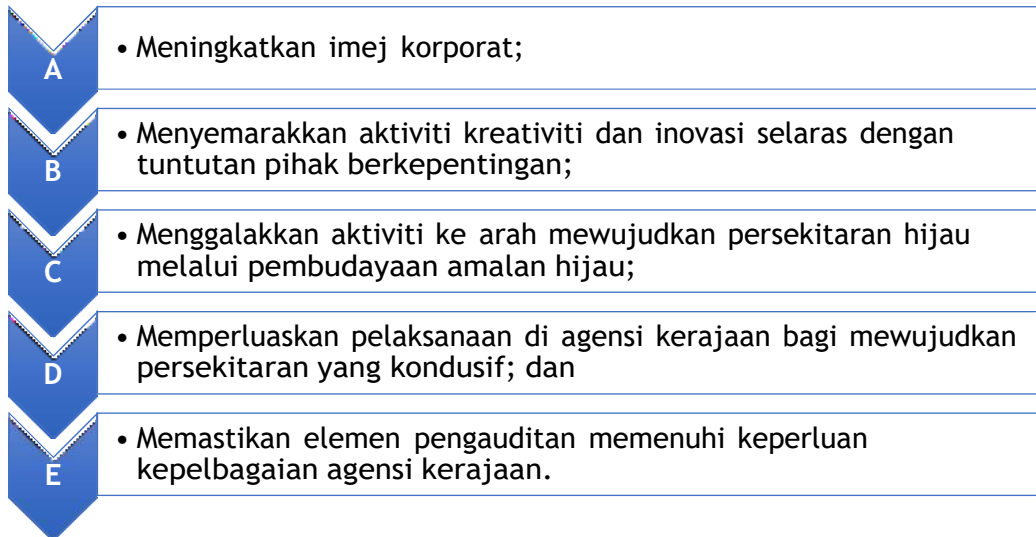 A
• Meningkatkan imej korporat;
B
• Menyemarakkan aktiviti kreativiti dan inovasi selaras dengan
tuntutan pihak berkepentingan;
C
• Menggalakkan aktiviti ke arah mewujudkan persekitaran hijau
melalui pembudayaan amalan hijau;
D
• Memperluaskan pelaksanaan di agensi kerajaan bagi mewujudkan
persekitaran yang kondusif; dan
E
• Memastikan elemen pengauditan memenuhi keperluan
kepelbagaian agensi kerajaan.